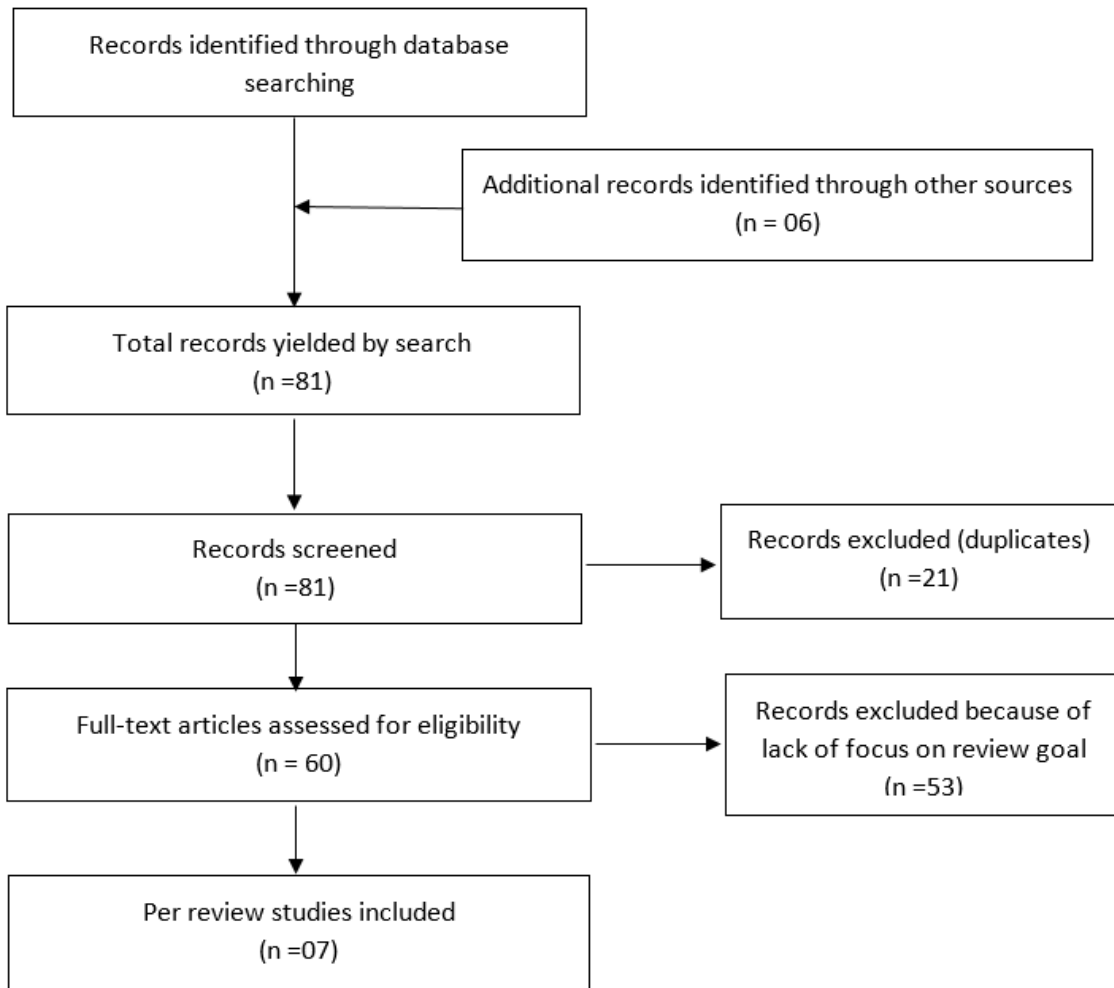 Records identified through database
searching
Additional records identified through other sources
(n = 06)
Total records yielded by search
(n =81)
Records screened
(n =81)
Records excluded (duplicates)
(n =21)
Full-text articles assessed for eligibility
(n = 60)
Records excluded because of
lack of focus on review goal
(n =53)
Per review studies included
(n =07)